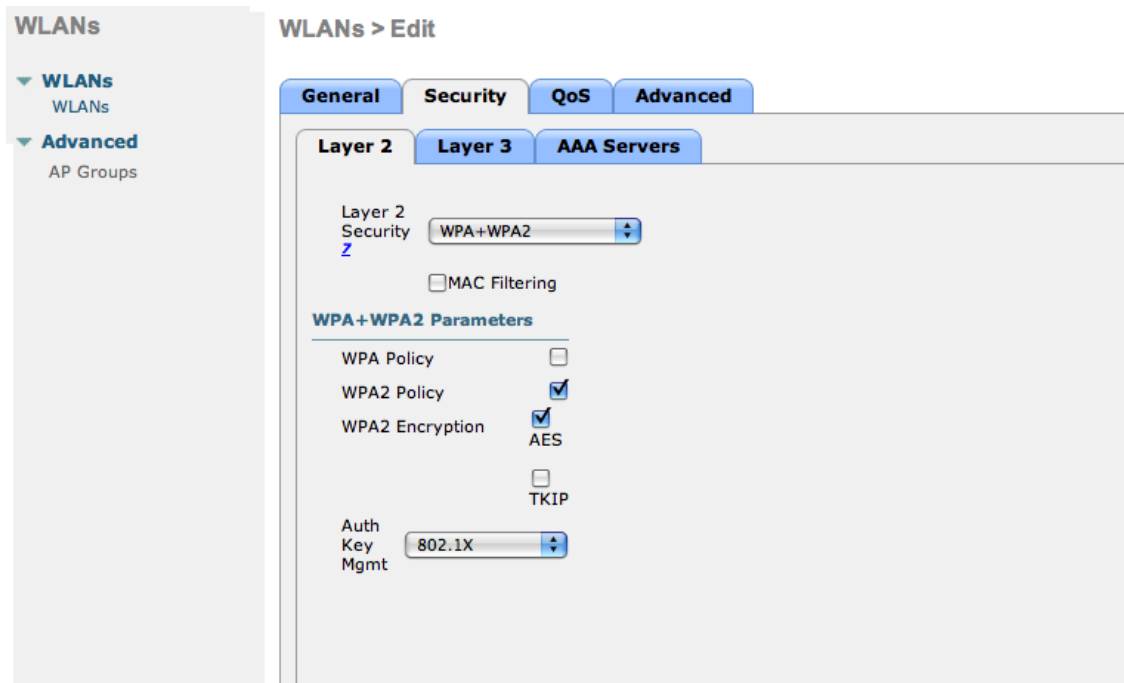 WLANs
WLANs
WLANs
Advanced
AP Groups
WLANs > Edit
General Security QoS Advanced
Layer 2 Layer 3 AAA Servers
Layer 2
Security
7
WPA+WPA2
MAC Filtering
WPA+WPA2 Parameters
WPA Policy
WPA2 Policy
WPA2 Encryption
AES
TKIP
Auth
Key
Mgmt
802.1X